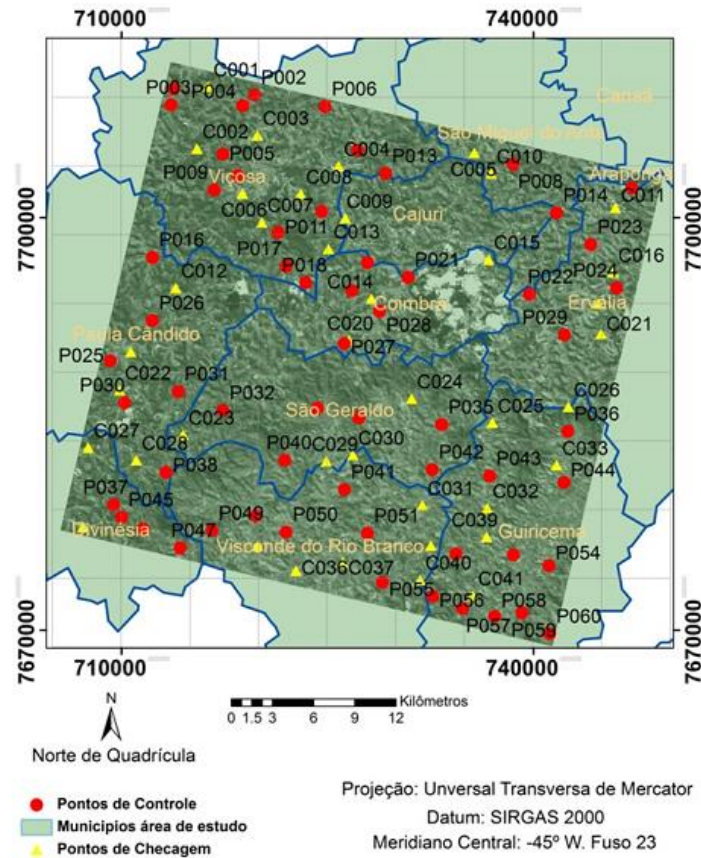 710000 740000
C001
P002
P003
P004
P006
Canaã
C003
São Miguel do Anta
C002
P005
C004
P013
C010
Araponga
P009
Viçosa
C008
C005
P008
C011
C006
C007
C009
Cajuri
P014
7700000 7700000
P011
P023
P016
P017
C013
C015
C016
C012
P018
P021
P024
P026
C014
Coimbra
P022
Ervália
P028
P029
C021
Paula Cândido
C020
P027
P025
P030
C022
P031
C024
C026
P032
São Geraldo
P035
C025
P036
C023
C027
C028
C030
C033
P038
P040
C029
P042
P043
P044
P041
C031
C032
P037
P045
P049
P050
P051
C039
Divinésia
P047
Visconde do Rio Branco
Guiricema
C036
C037
C040
P054
P055
C041
P056
P058
P057
P059
P060
7670000 7670000
710000 740000
N
Norte de Quadrícula
Kilômetros
0 1.5 3 6 9 12
Pontos de Controle
Municipios área de estudo
Pontos de Checagem
Projeção: Unversal Transversa de Mercator
Datum: SIRGAS 2000
Meridiano Central: -45º W. Fuso 23